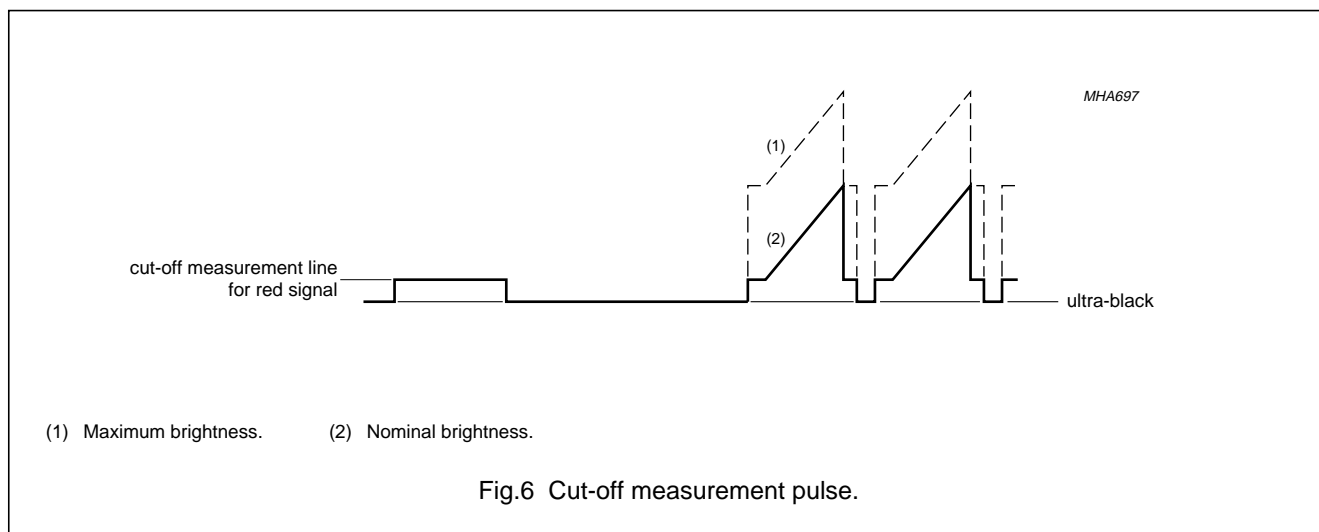 MHA697
(1)
(2)
cut-off measurement line
for red signal
ultra-black
(1) Maximum brightness.
(2) Nominal brightness.
Fig.6 Cut-off measurement pulse.